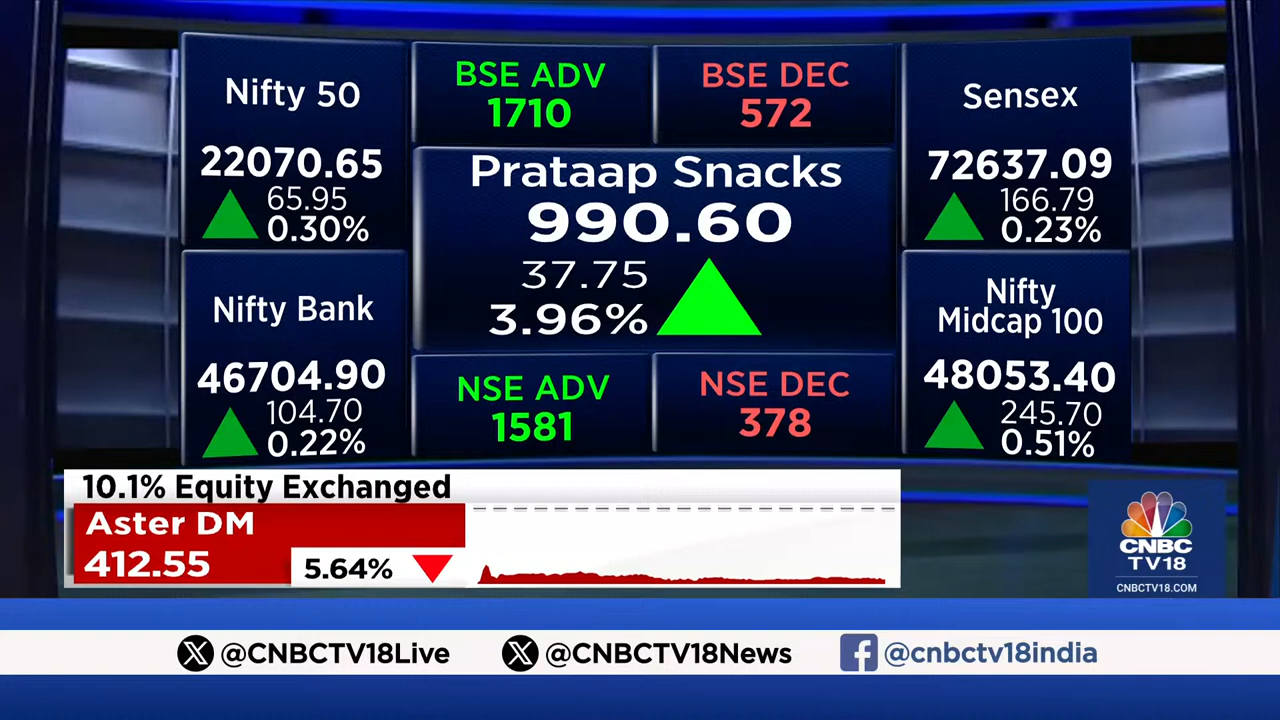 Nifty 50
22070.65
65.95
0.30%
BSE ADV
1710
BSE DEC
572
Sensex
72637.09
166.79
0.23%
Prataap Snacks
990.60
37.75
3.96%
Nifty Bank
46704.90
104.70
0.22%
NSE ADV
1581
NSE DEC
378
Nifty
Midcap 100
48053.40
245.70
0.51%
10.1% Equity Exchanged
Aster DM
412.55
5.64%
CNBC
TV18
CNBCTV18.COM
@CNBCTV18Live
@CNBCTV18News
@cnbctv18india